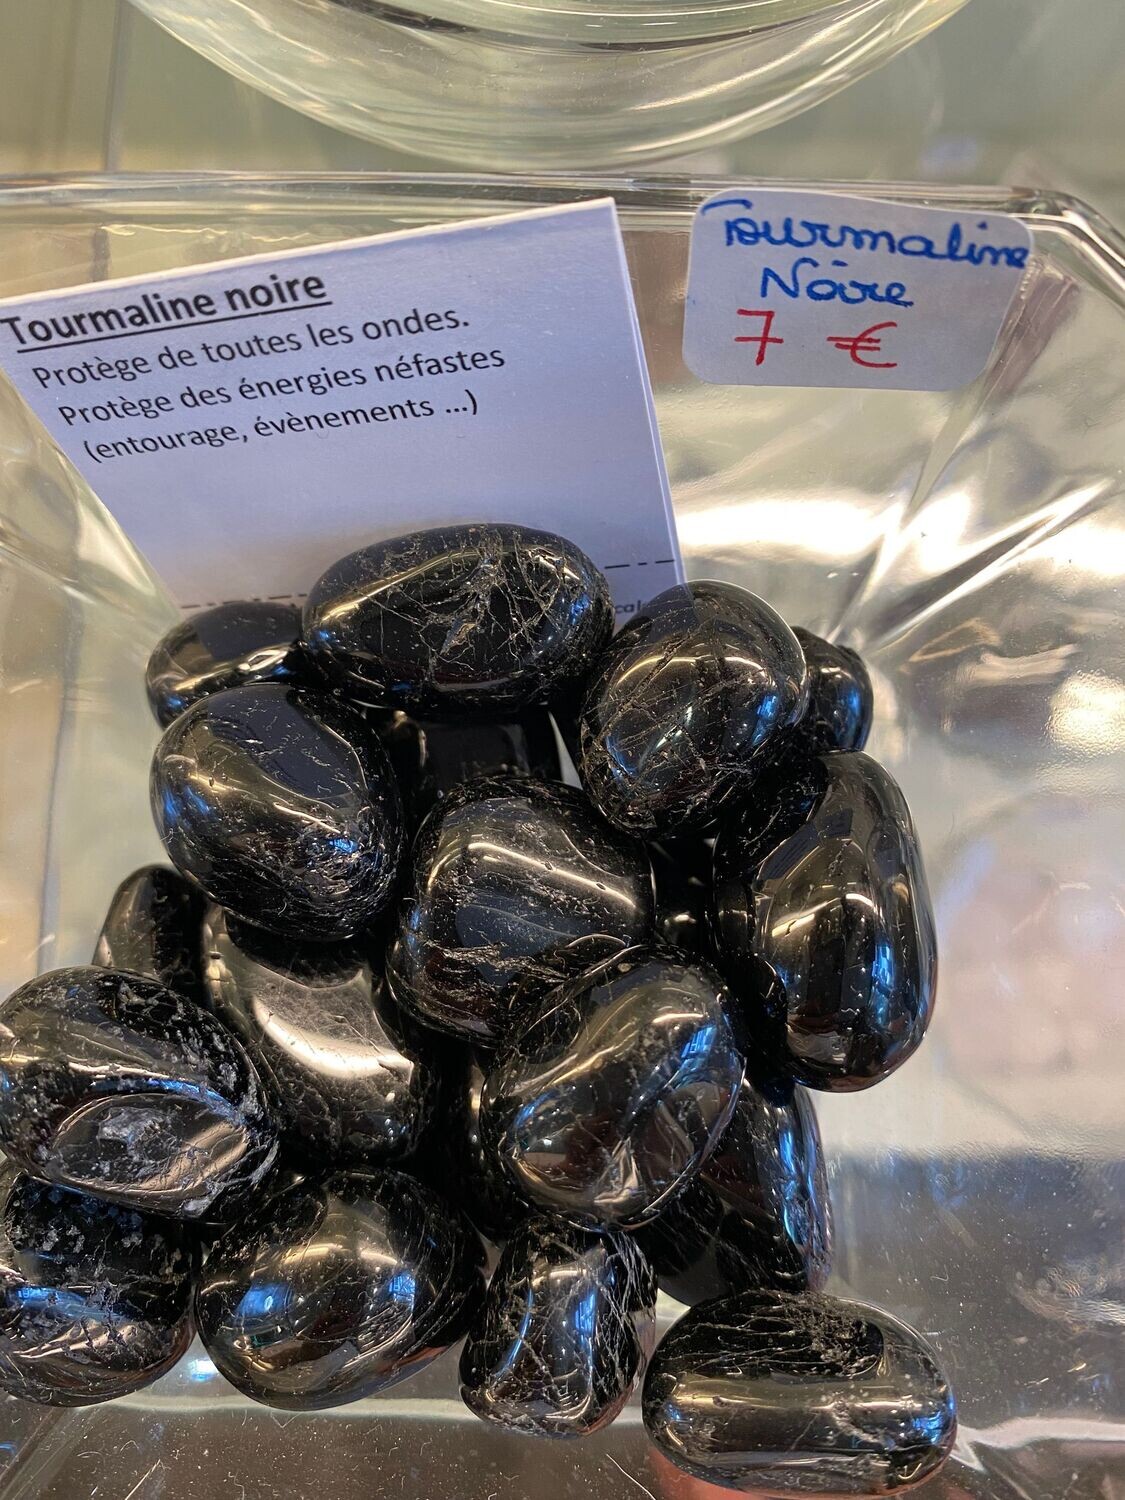 Tourmaline noire
Protège de toutes les ondes.
Protège des énergies néfastes
(entourage, évènements ...)
Tourmaline
Noire
7 €